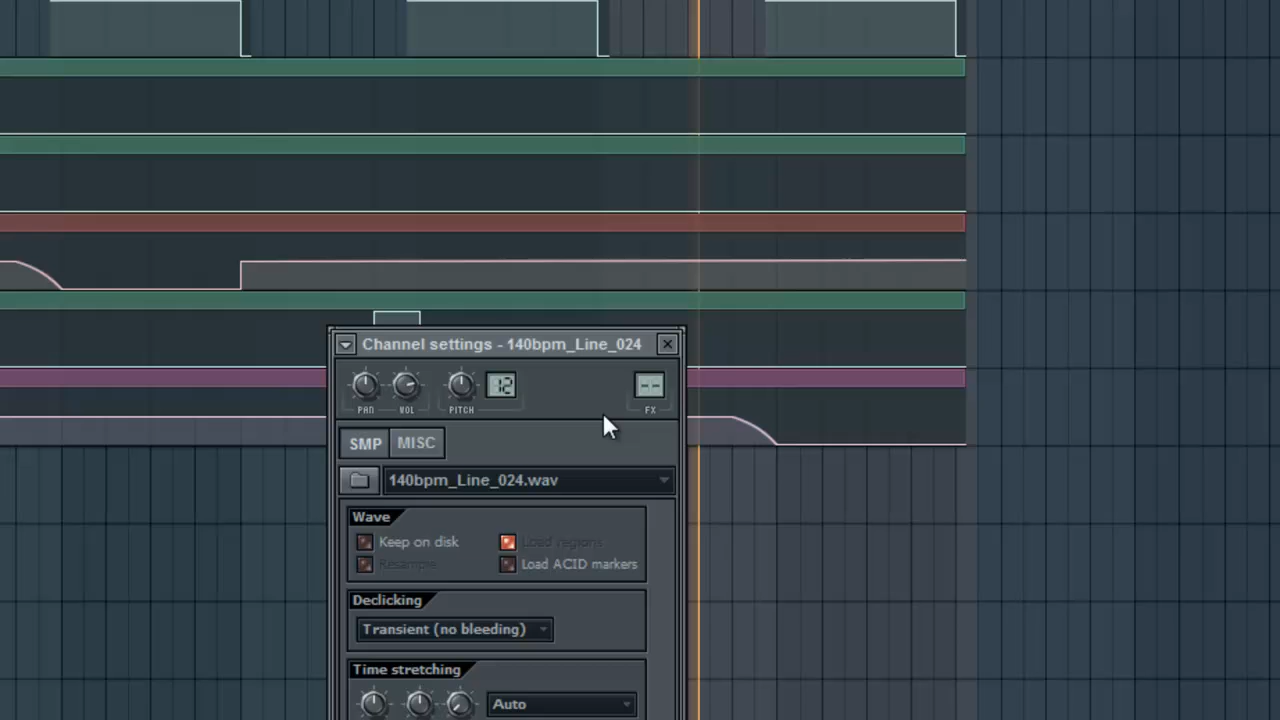 Channel settings - 140bpm_Line_024
12
--
PAN VOL PITCH FX
SMP MISC
140bpm_Line_024.wav
Wave
Keep on disk Load regions
Resample Load ACID markers
Declicking
Transient (no bleeding)
Time stretching
Auto